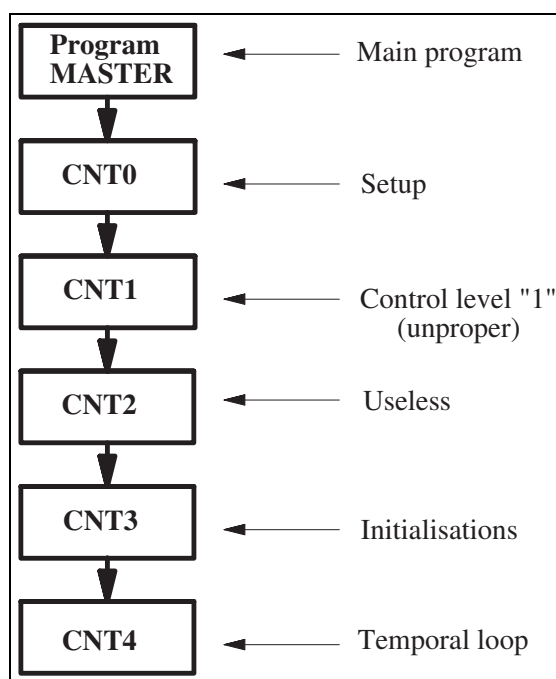 Program
MASTER
Main program
CNT0
Setup
CNT1
Control level "1"
(unproper)
CNT2
Useless
CNT3
Initialisations
CNT4
Temporal loop